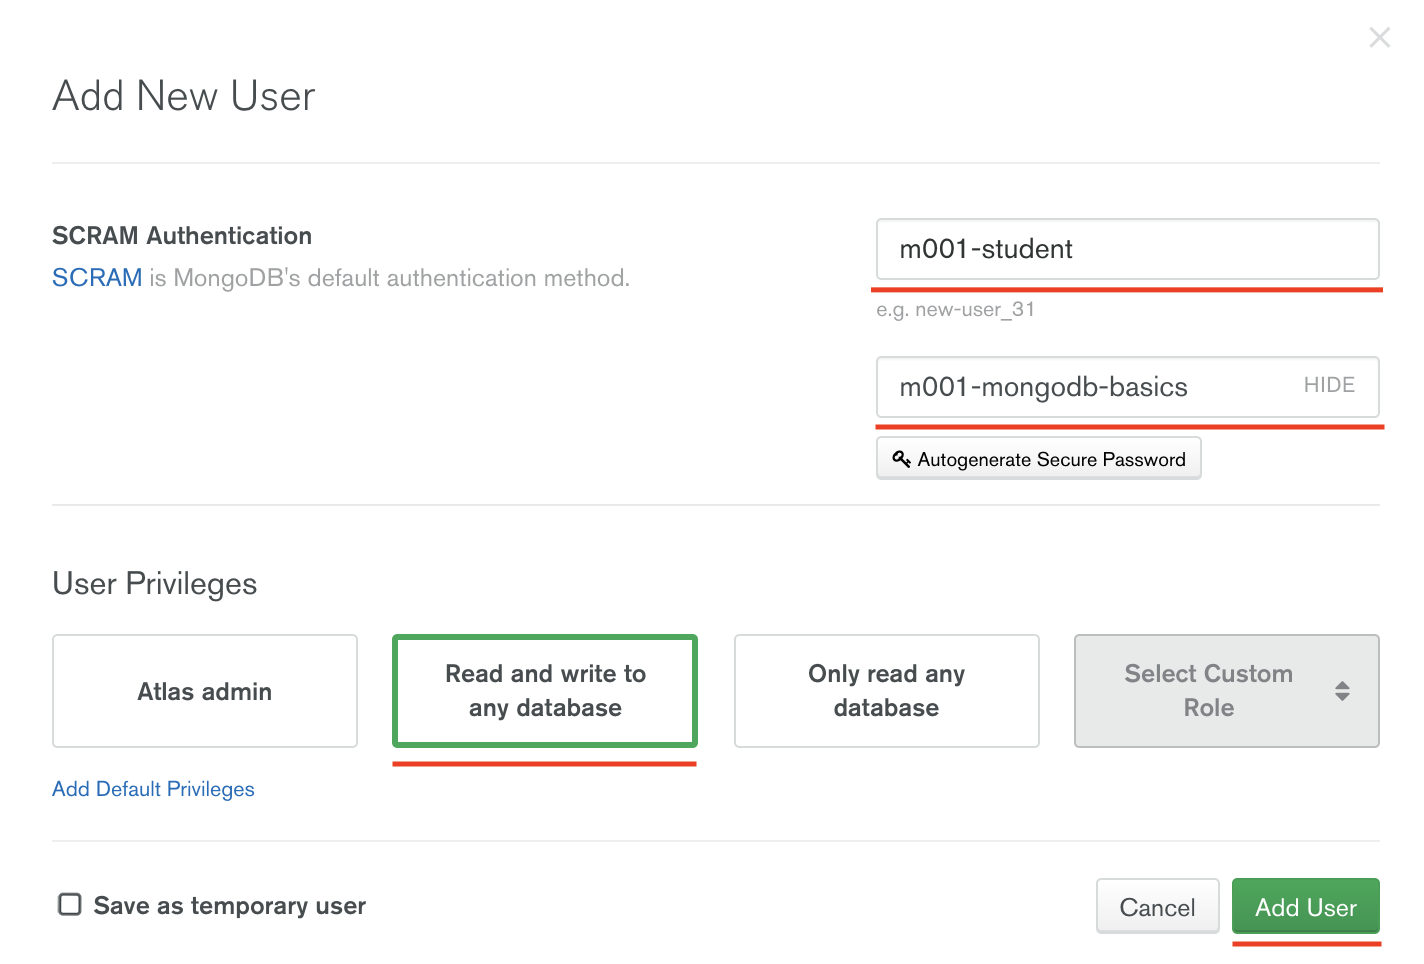 Add New User
SCRAM Authentication
SCRAM is MongoDB's default authentication method.
m001-student
e.g. new-user_31
m001-mongodb-basics HIDE
Autogenerate Secure Password
User Privileges
Atlas admin
Read and write to
any database
Only read any
database
Select Custom
Role
Add Default Privileges
Save as temporary user
Cancel
Add User